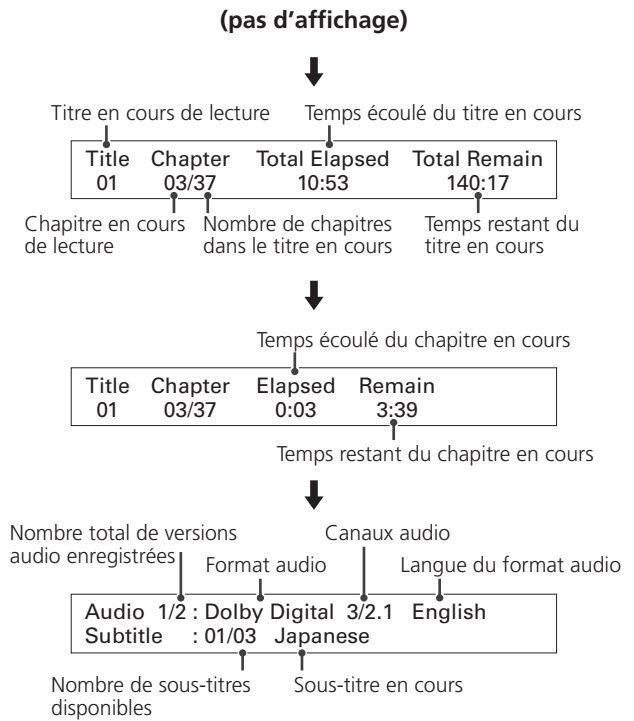 (pas d'affichage)
Titre en cours de lecture Temps écoulé du titre en cours
Title Chapter Total Elapsed Total Remain
01 03/37 10:53 140:17
Chapitre en cours de lecture
Nombre de chapitres dans le titre en cours
Temps restant du titre en cours
Temps écoulé du chapitre en cours
Title Chapter Elapsed Remain
01 03/37 0:03 3:39
Temps restant du chapitre en cours
Nombre total de versions audio enregistrées
Format audio
Canaux audio
Langue du format audio
Audio 1/2 : Dolby Digital 3/2.1 English
Subtitle : 01/03 Japanese
Nombre de sous-titres disponibles
Sous-titre en cours